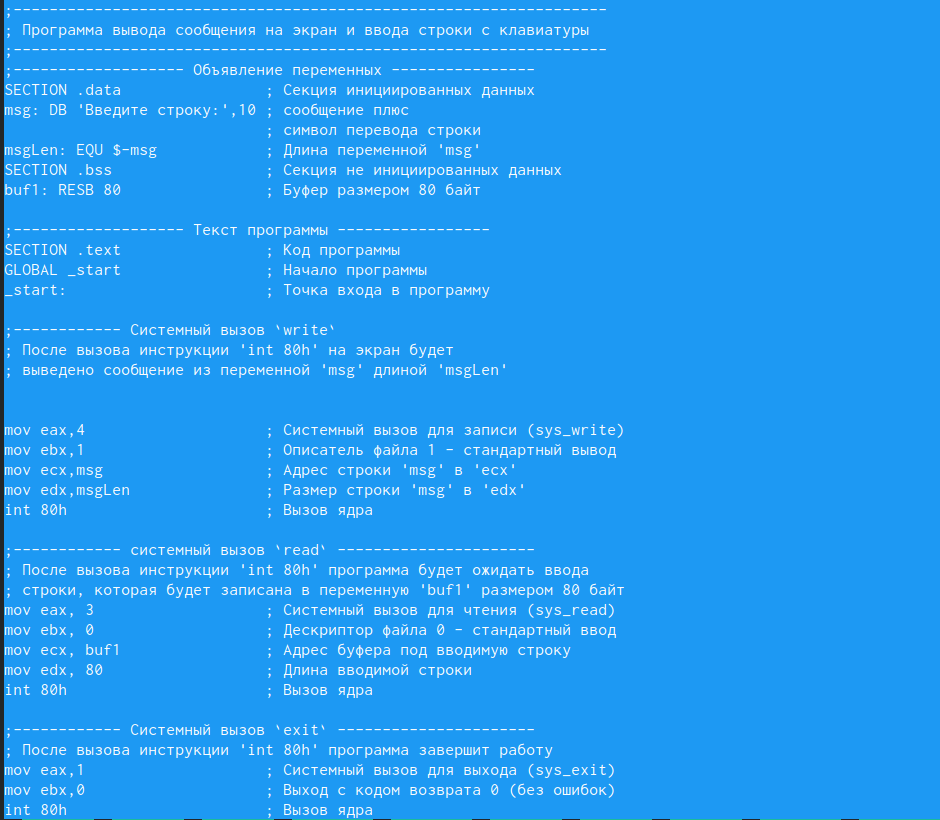 ;------------------------------------------------------------------
; Программа вывода сообщения на экран и ввода строки с клавиатуры
;------------------------------------------------------------------
;------------------- Объявление переменных ----------------
SECTION .data                ; Секция инициированных данных
msg: DB 'Введите строку:',10 ; сообщение плюс
                             ; символ перевода строки
msgLen: EQU $-msg            ; Длина переменной 'msg'
SECTION .bss                 ; Секция не инициированных данных
buf1: RESB 80                ; Буфер размером 80 байт
;------------------- Текст программы -----------------
SECTION .text                ; Код программы
GLOBAL _start                ; Начало программы
_start:                      ; Точка входа в программу
;------------ Системный вызов `write`
; После вызова инструкции 'int 80h' на экран будет
; выведено сообщение из переменной 'msg' длиной 'msgLen'
mov eax,4                    ; Системный вызов для записи (sys_write)
mov ebx,1                    ; Описатель файла 1 - стандартный вывод
mov ecx,msg                  ; Адрес строки 'msg' в 'ecx'
mov edx,msgLen               ; Размер строки 'msg' в 'edx'
int 80h                      ; Вызов ядра
;------------ системный вызов `read` ----------------------
; После вызова инструкции 'int 80h' программа будет ожидать ввода
; строки, которая будет записана в переменную 'buf1' размером 80 байт
mov eax, 3                   ; Системный вызов для чтения (sys_read)
mov ebx, 0                   ; Дескриптор файла 0 - стандартный ввод
mov ecx, buf1                ; Адрес буфера под вводимую строку
mov edx, 80                  ; Длина вводимой строки
int 80h                      ; Вызов ядра
;------------ Системный вызов `exit` ----------------------
; После вызова инструкции 'int 80h' программа завершит работу
mov eax,1                    ; Системный вызов для выхода (sys_exit)
mov ebx,0                    ; Выход с кодом возврата 0 (без ошибок)
int 80h                      ; Вызов ядра